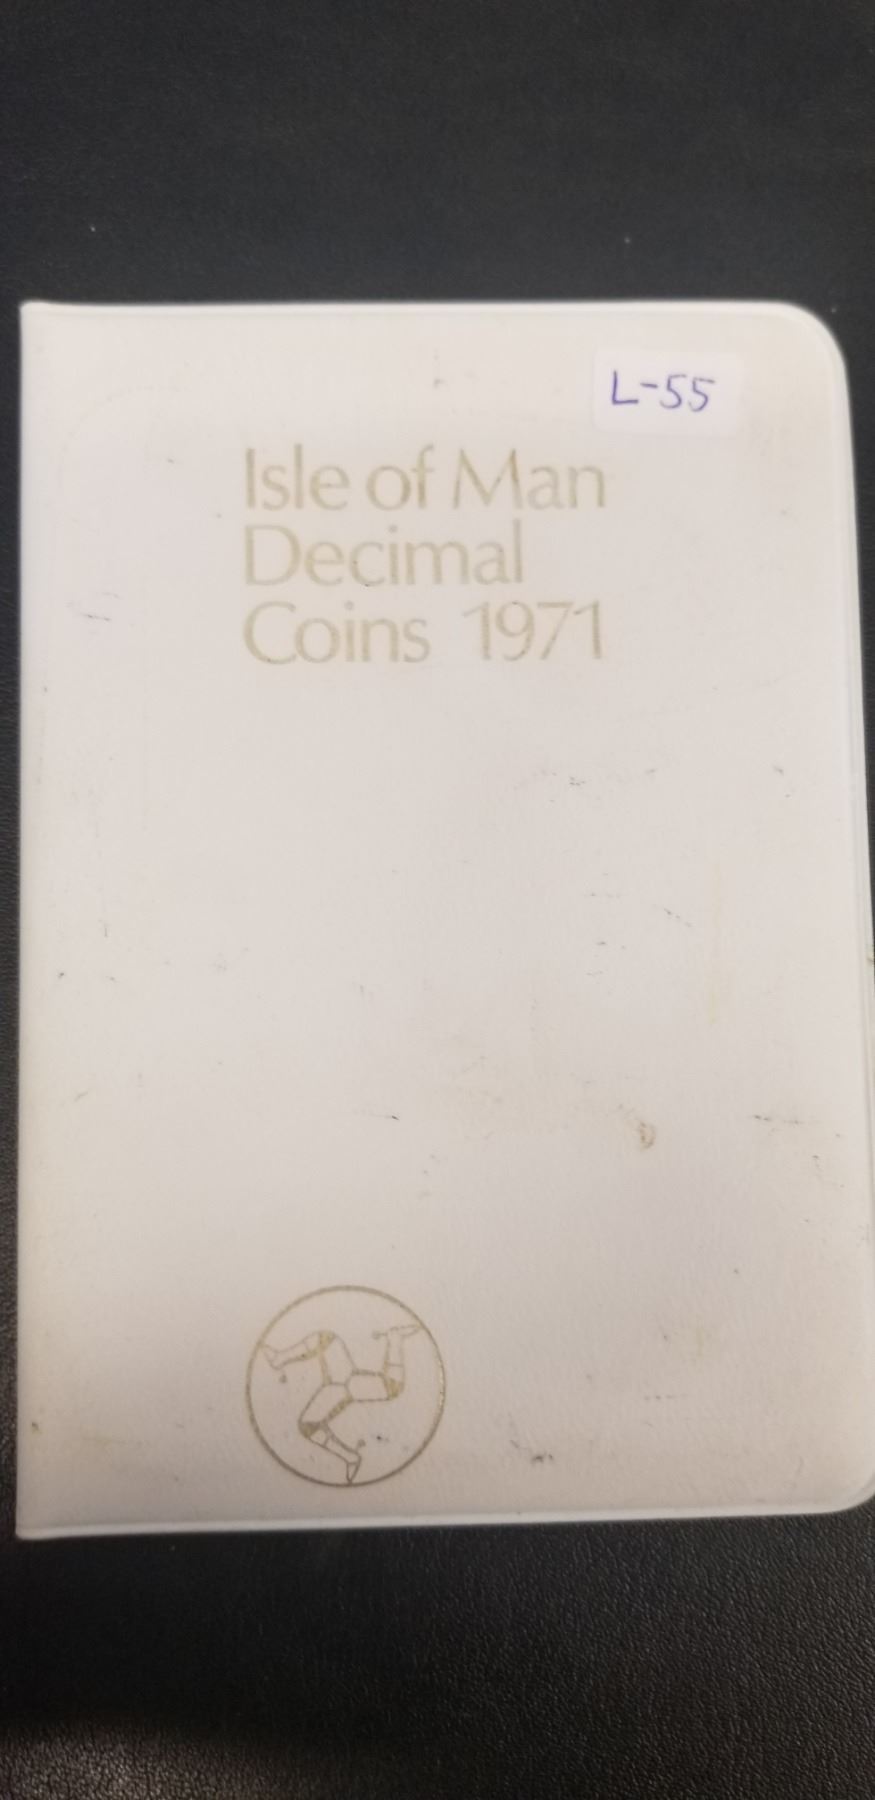 L-55
Isle of Man
Decimal
Coins 1971